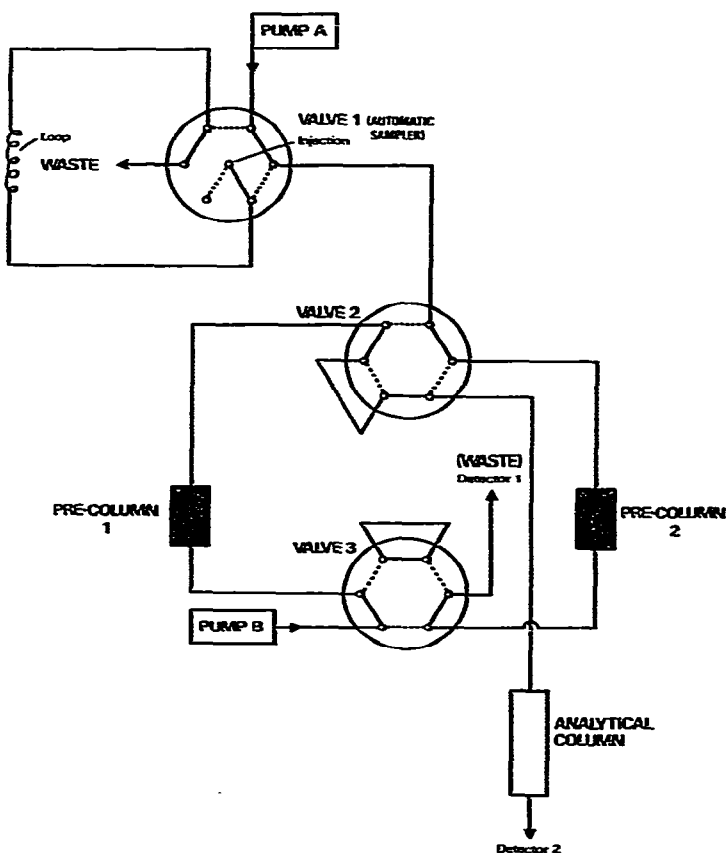 PUMP A
VALVE 1 (AUTOMATIC
SAMPLER)
Injection
Loop
WASTE
VALVE 2
(WASTE)
Detector 1
PRE-COLUMN
1
PRE-COLUMN
2
VALVE 3
PUMP B
ANALYTICAL
COLUMN
Detector 2